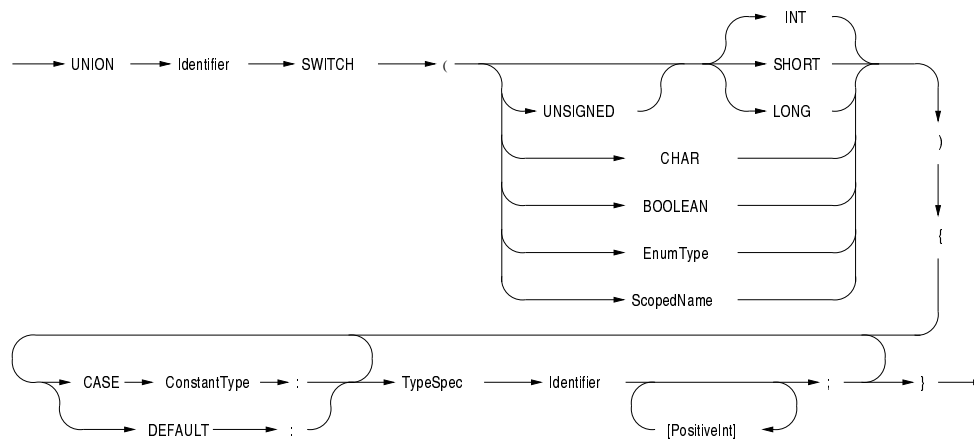 INT
UNION Identifier SWITCH ( SHORT
UNSIGNED LONG
CHAR )
BOOLEAN
{
EnumType
ScopedName
CASE ConstantType : TypeSpec Identifier ; }
DEFAULT : [PositiveInt]